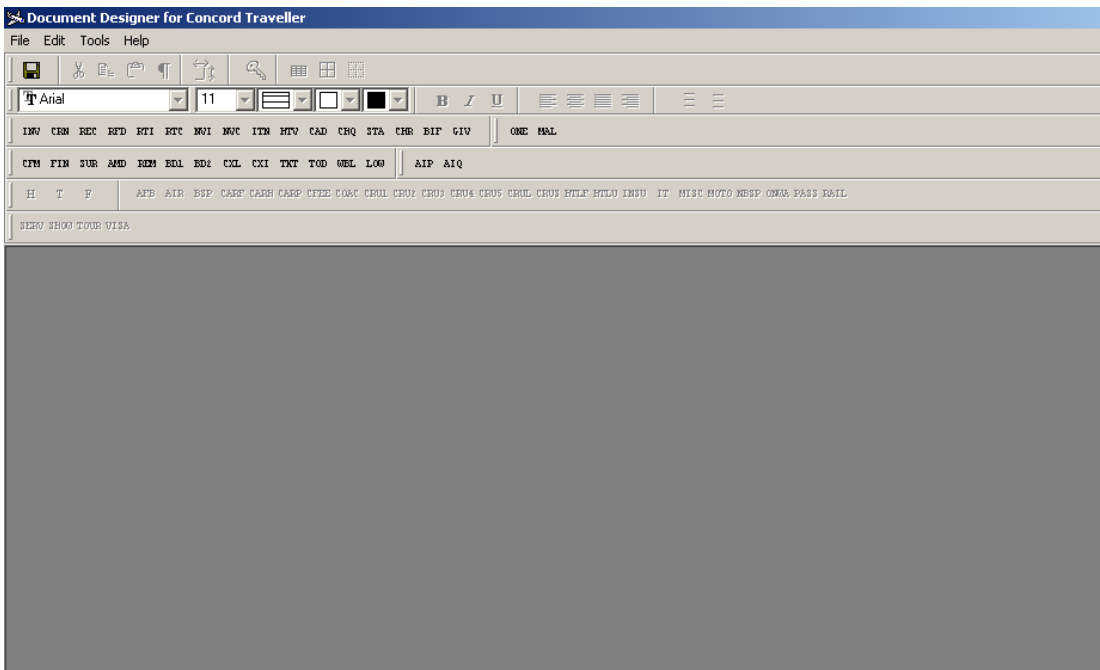 Document Designer for Concord Traveller
File Edit Tools Help
Arial 11 B I U
INV CRN REC RFD RTI RTC NVI NVC ITN HTV CAD CHQ STA CHR BIF GIV ONE MAL
CFM FIN SUR AMD REM BD1 BD2 CXL CXI TKT TOD WBL LOW AIP AIQ
H T F AFB AIR BSP CARF CARH CARP CFEE COAC CRU1 CRU2 CRU3 CRU4 CRU5 CRUL CRUS HTLF HTLU INSU IT MISC MOTO NBSP ONWA PASS RAIL
SERV SHOW TOUR VISA